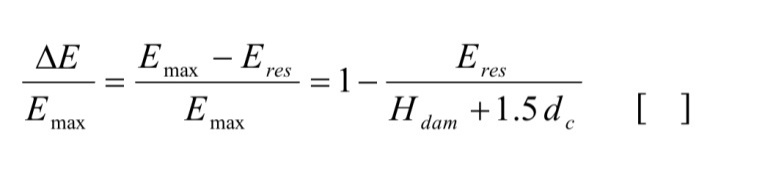 ΔE/E_max = (E_max − E_res)/E_max = 1 − E_res/(H_dam + 1.5 d_c) [ ]